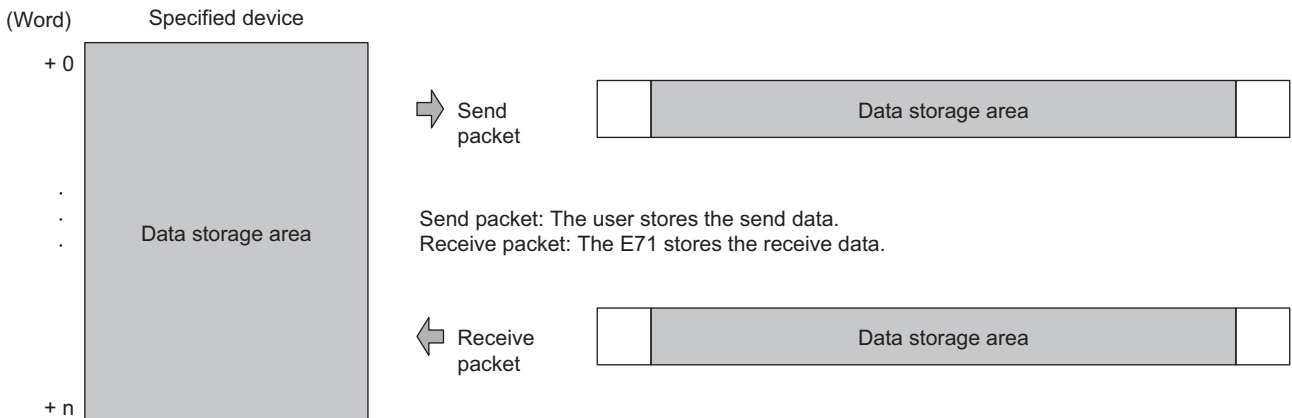 (Word)
Specified device
+ 0
.
.
.
Data storage area
+ n
Send
packet
Data storage area
Send packet: The user stores the send data.
Receive packet: The E71 stores the receive data.
Receive
packet
Data storage area